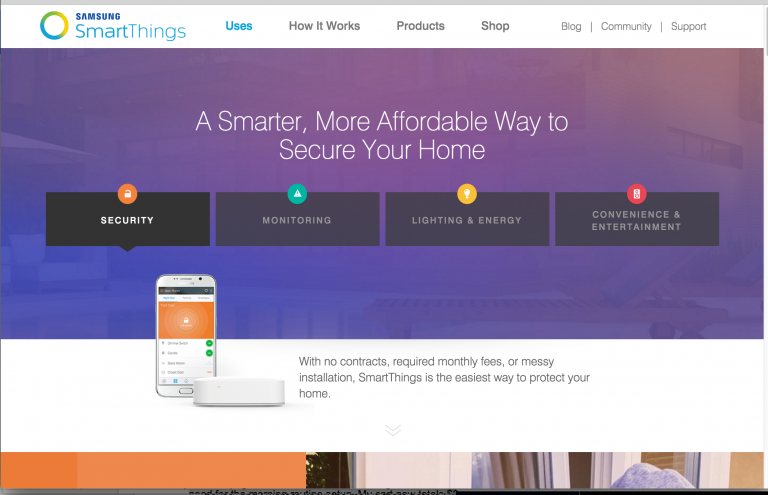 SAMSUNG
SmartThings
Uses
How It Works
Products
Shop
Blog | Community | Support
A Smarter, More Affordable Way to
Secure Your Home
SECURITY
MONITORING
LIGHTING & ENERGY
CONVENIENCE &
ENTERTAINMENT
With no contracts, required monthly fees, or messy
installation, SmartThings is the easiest way to protect your
home.